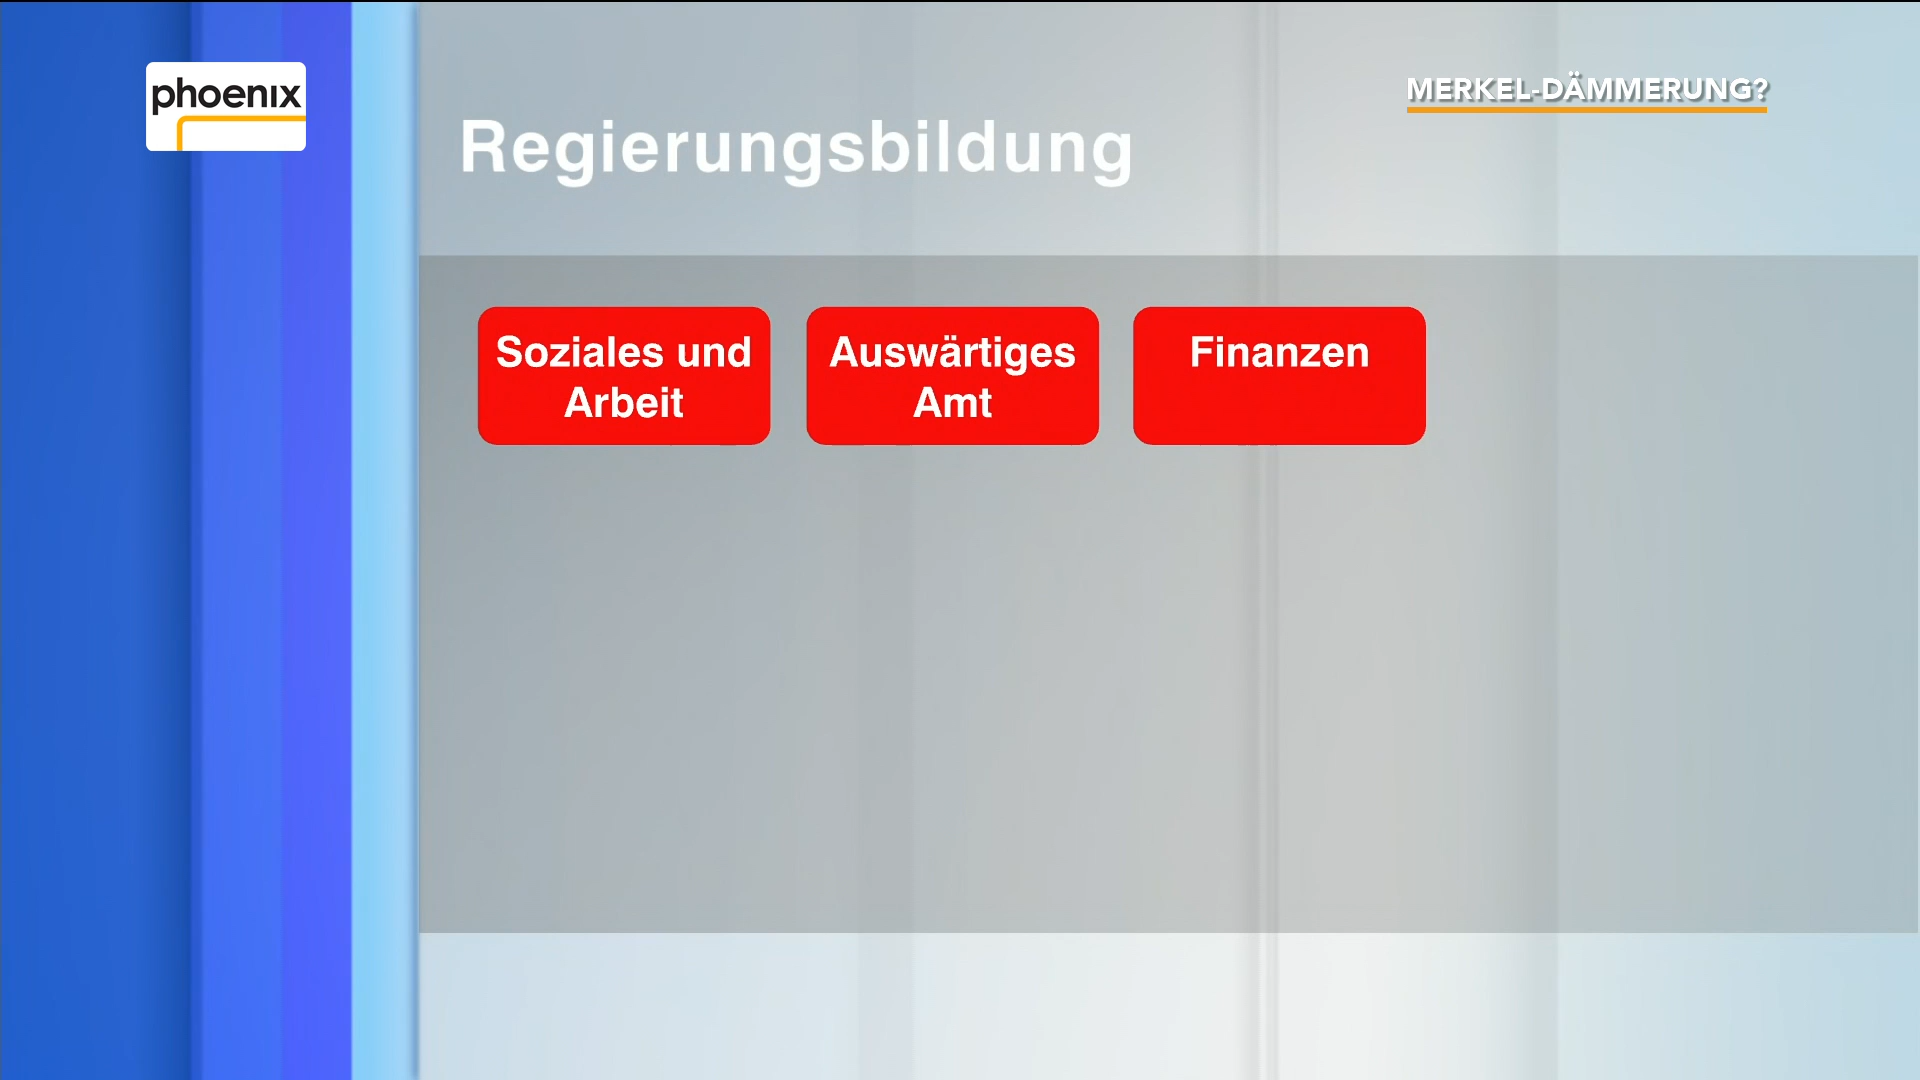 phoenix
MERKEL-DÄMMERUNG?
Regierungsbildung
Soziales und
Arbeit
Auswärtiges
Amt
Finanzen